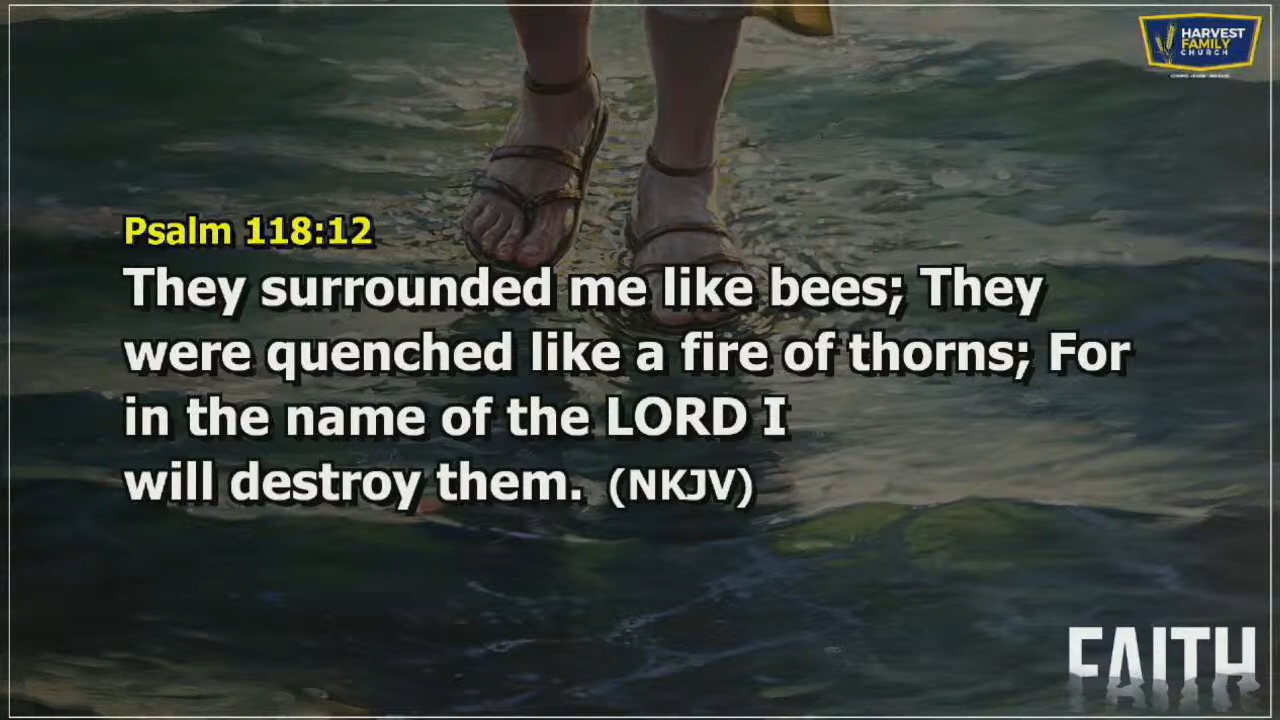 HARVEST
FAMILY
CHURCH
Psalm 118:12
They surrounded me like bees; They
were quenched like a fire of thorns; For
in the name of the LORD I
will destroy them. (NKJV)
FAITH